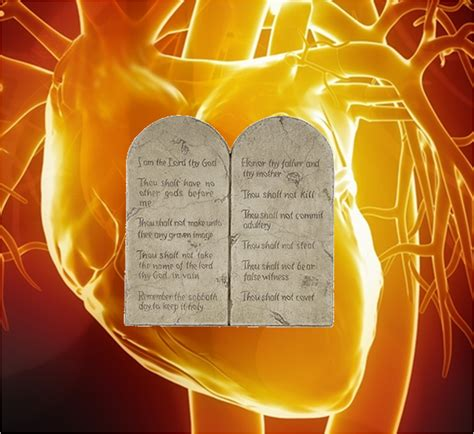 I am the Lord thy God
Thou shalt have no
other gods before
me
Thou shalt not make unto
thee any graven image
Thou shalt not take
the name of the lord
thy God in vain
Remember the sabbath
day to keep it holy
Honor thy father and
thy mother
Thou shalt not kill
Thou shalt not commit
adultery
Thou shalt not steal
Thou shalt not bear
false witness
Thou shalt not covet